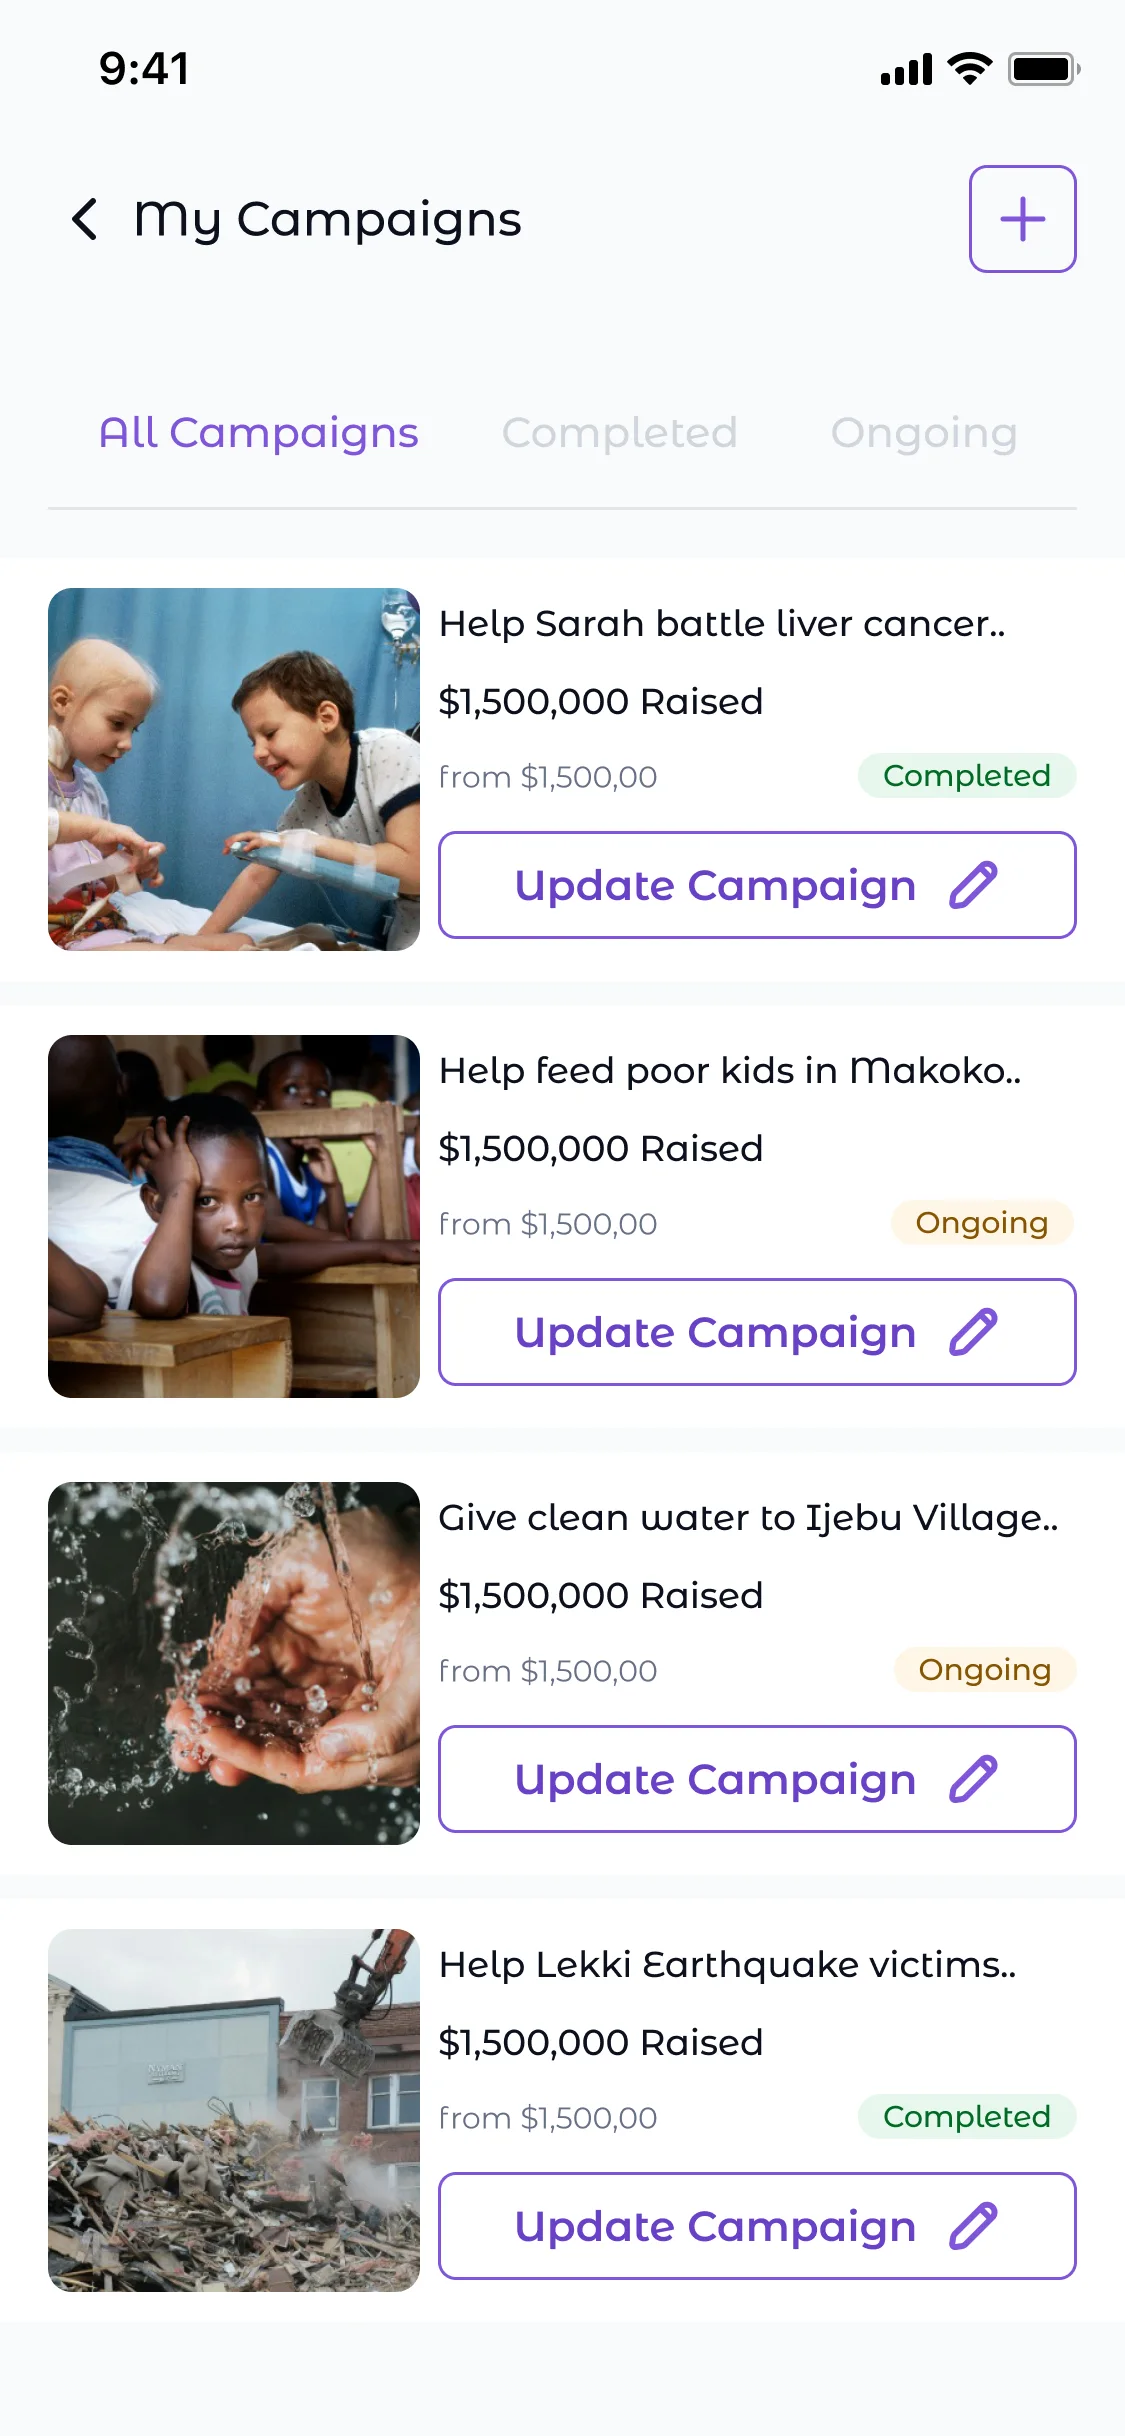 9:41
My Campaigns
All Campaigns Completed Ongoing
Help Sarah battle liver cancer..
$1,500,000 Raised
from $1,500,00 Completed
Update Campaign
Help feed poor kids in Makoko..
$1,500,000 Raised
from $1,500,00 Ongoing
Update Campaign
Give clean water to Ijebu Village..
$1,500,000 Raised
from $1,500,00 Ongoing
Update Campaign
Help Lekki Earthquake victims..
$1,500,000 Raised
from $1,500,00 Completed
Update Campaign